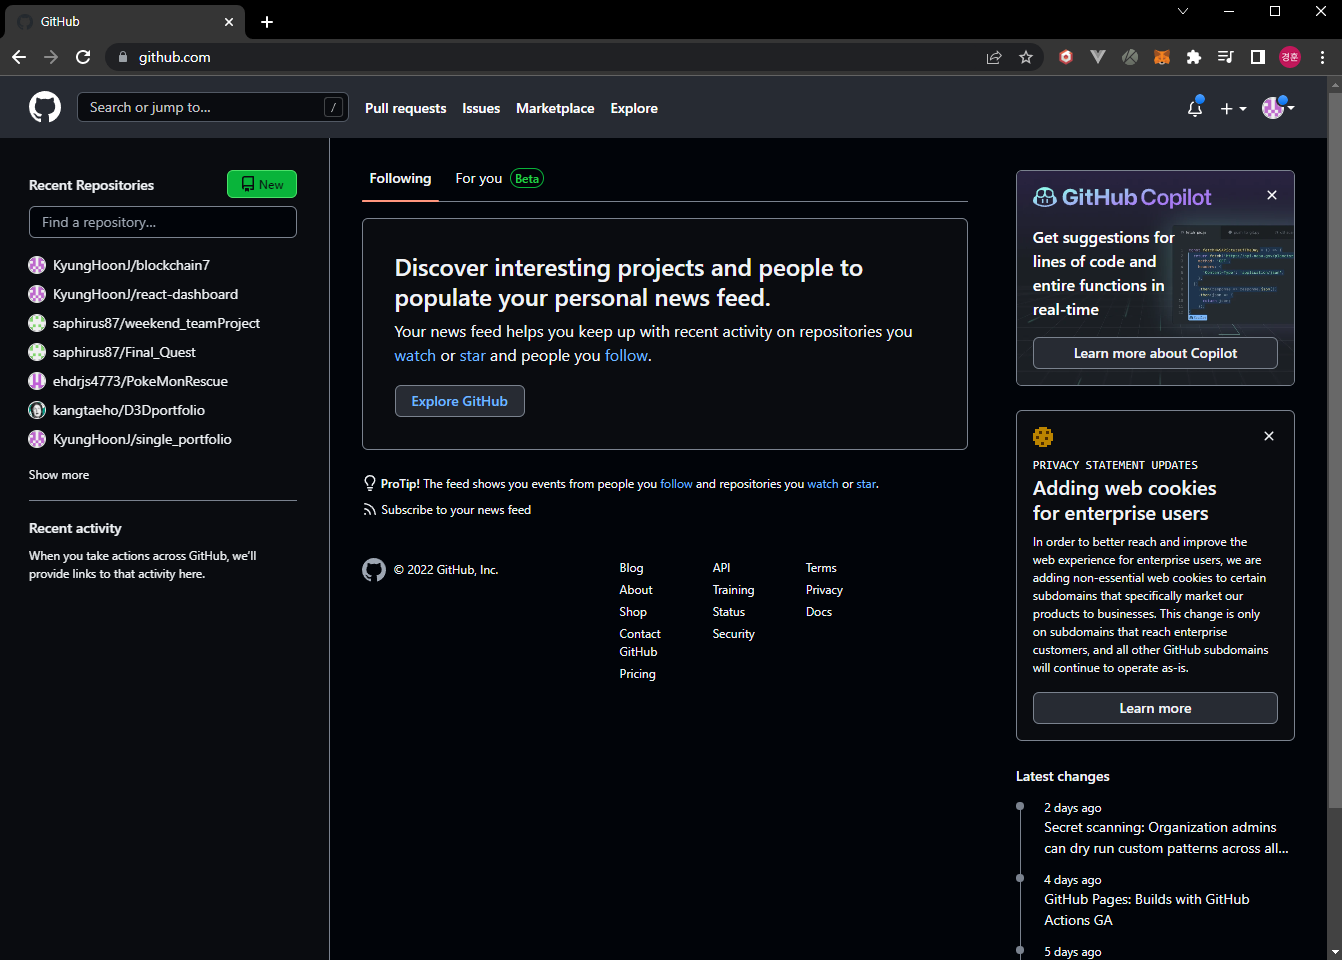 GitHub
github.com
경훈
Search or jump to...
/
Pull requests
Issues
Marketplace
Explore
Recent Repositories
New
Find a repository...
KyungHoonJ/blockchain7
KyungHoonJ/react-dashboard
saphirus87/weekend_teamProject
saphirus87/Final_Quest
ehdrjs4773/PokeMonRescue
kangtaeho/D3Dportfolio
KyungHoonJ/single_portfolio
Show more
Recent activity
When you take actions across GitHub, we'll
provide links to that activity here.
Following
For you Beta
Discover interesting projects and people to
populate your personal news feed.
Your news feed helps you keep up with recent activity on repositories you
watch or star and people you follow.
Explore GitHub
ProTip! The feed shows you events from people you follow and repositories you watch or star.
Subscribe to your news feed
© 2022 GitHub, Inc.
Blog
About
Shop
Contact
GitHub
Pricing
API
Training
Status
Security
Terms
Privacy
Docs
GitHub Copilot
Get suggestions for
lines of code and
entire functions in
real-time
Learn more about Copilot
PRIVACY STATEMENT UPDATES
Adding web cookies
for enterprise users
In order to better reach and improve the
web experience for enterprise users, we are
adding non-essential web cookies to certain
subdomains that specifically market our
products to businesses. This change is only
on subdomains that reach enterprise
customers, and all other GitHub subdomains
will continue to operate as-is.
Learn more
Latest changes
2 days ago
Secret scanning: Organization admins
can dry run custom patterns across all...
4 days ago
GitHub Pages: Builds with GitHub
Actions GA
5 days ago